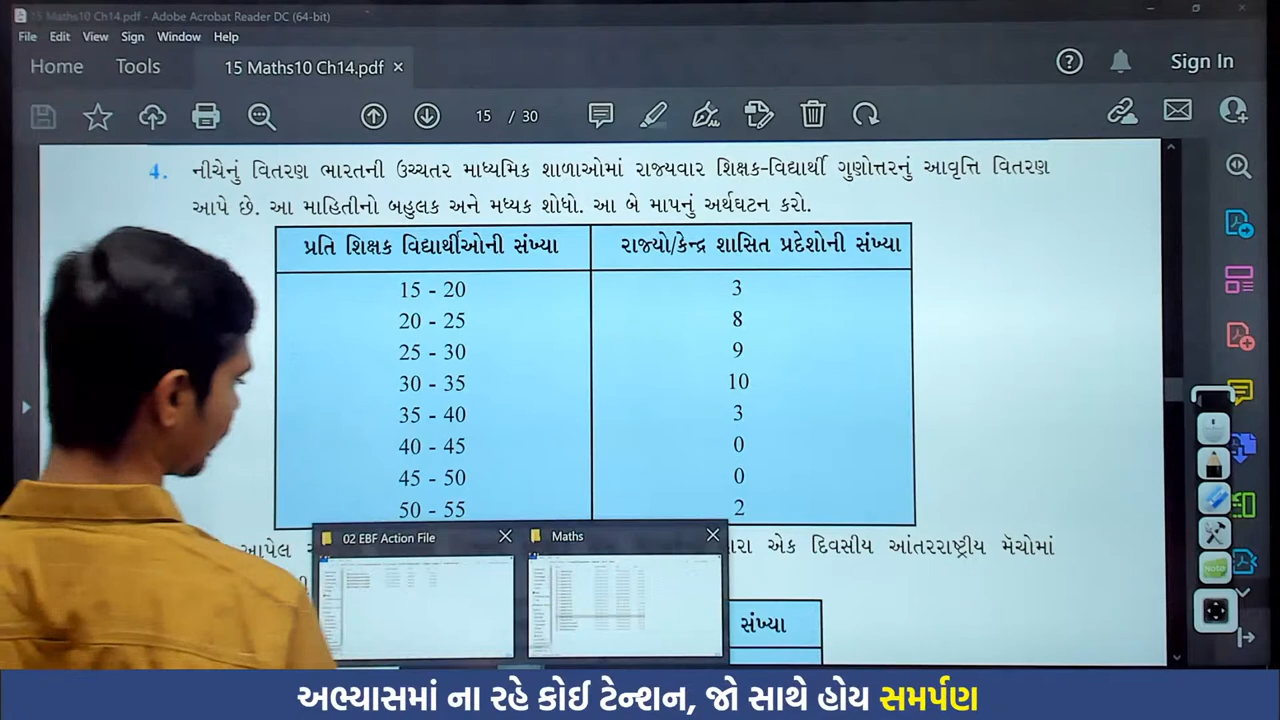 15 Maths10 Ch14.pdf - Adobe Acrobat Reader DC (64-bit)
File Edit View Sign Window Help
Home Tools 15 Maths10 Ch14.pdf × Sign In
15 / 30
4. નીચેનું વિતરણ ભારતની ઉચ્ચતર માધ્યમિક શાળાઓમાં રાજ્યવાર શિક્ષક-વિદ્યાર્થી ગુણોત્તરનું આવૃત્તિ વિતરણ
આપે છે. આ માહિતીનો બહુલક અને મધ્યક શોધો. આ બે માપનું અર્થઘટન કરો.
પ્રતિ શિક્ષક વિદ્યાર્થીઓની સંખ્યા રાજ્યો/કેન્દ્ર શાસિત પ્રદેશોની સંખ્યા
15 - 20 3
20 - 25 8
25 - 30 9
30 - 35 10
35 - 40 3
40 - 45 0
45 - 50 0
50 - 55 2
02 EBF Action File Maths
આપેલ એક દિવસીય આંતરરાષ્ટ્રીય મૅચોમાં
સંખ્યા
Note
અભ્યાસમાં ના રહે કોઈ ટેન્શન, જો સાથે હોય સમર્પણ